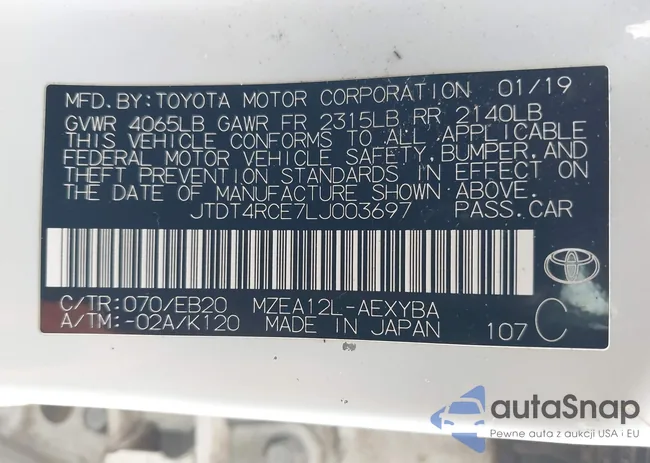 MFD.BY:TOYOTA MOTOR CORPORATION 01/19
GVWR 4065LB GAWR FR 2315LB RR 2140LB
THIS VEHICLE CONFORMS TO ALL APPLICABLE
FEDERAL MOTOR VEHICLE SAFETY,BUMPER,AND
THEFT PREVENTION STANDARDS IN EFFECT ON
THE DATE OF MANUFACTURE SHOWN ABOVE.
JTDT4RCE7LJ003697 PASS.CAR
C/TR:070/EB20 MZEA12L-AEXYBA
A/TM:-02A/K120 MADE IN JAPAN 107 C
autaSnap
Pewne auta z aukcji USA i EU